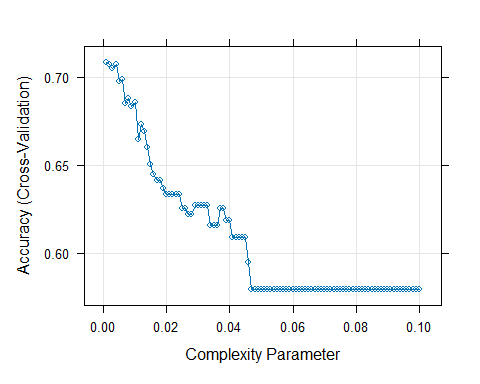 0.70
0.65
0.60
Accuracy (Cross-Validation)
0.00 0.02 0.04 0.06 0.08 0.10
Complexity Parameter